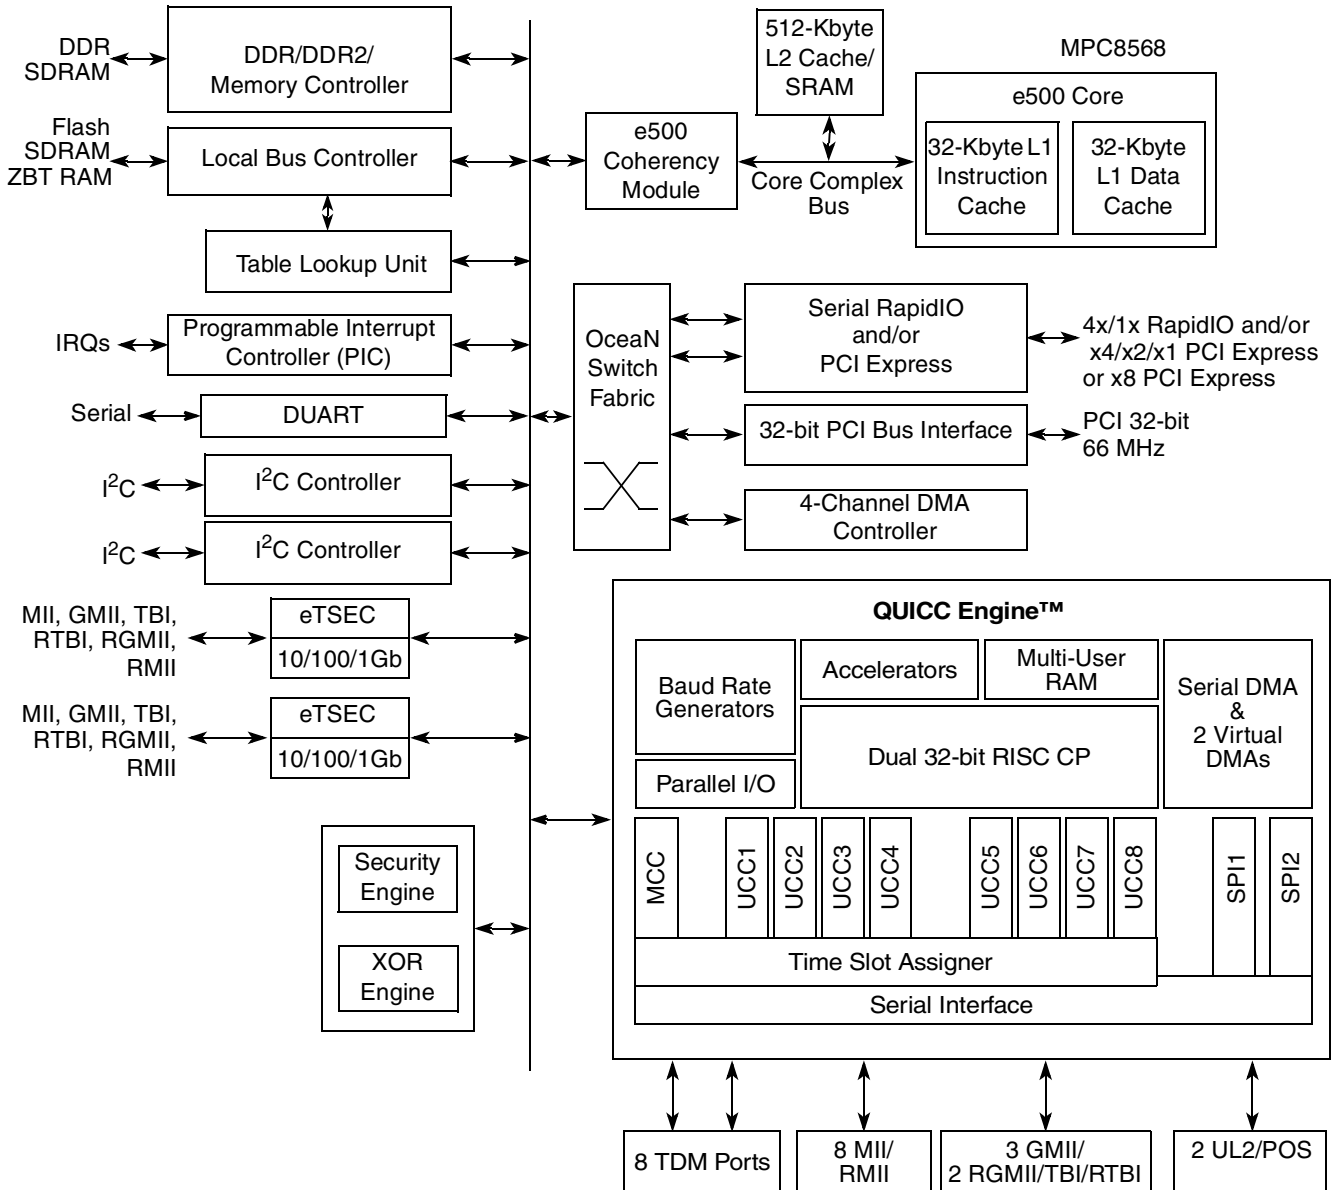 DDR
SDRAM
DDR/DDR2/
Memory Controller
512-Kbyte
L2 Cache/
SRAM
MPC8568
e500 Core
32-Kbyte L1
Instruction
Cache
32-Kbyte
L1 Data
Cache
Flash
SDRAM
ZBT RAM
Local Bus Controller
e500
Coherency
Module
Core Complex
Bus
Table Lookup Unit
IRQs
Programmable Interrupt
Controller (PIC)
OceaN
Switch
Fabric
Serial RapidIO
and/or
PCI Express
4x/1x RapidIO and/or
x4/x2/x1 PCI Express
or x8 PCI Express
Serial
DUART
32-bit PCI Bus Interface
PCI 32-bit
66 MHz
I2C
I2C Controller
4-Channel DMA
Controller
I2C
I2C Controller
MII, GMII, TBI,
RTBI, RGMII,
RMII
eTSEC
10/100/1Gb
MII, GMII, TBI,
RTBI, RGMII,
RMII
eTSEC
10/100/1Gb
Security
Engine
XOR
Engine
QUICC Engine™
Baud Rate
Generators
Accelerators
Multi-User
RAM
Serial DMA
&
2 Virtual
DMAs
Parallel I/O
Dual 32-bit RISC CP
MCC
UCC1
UCC2
UCC3
UCC4
UCC5
UCC6
UCC7
UCC8
SPI1
SPI2
Time Slot Assigner
Serial Interface
8 TDM Ports
8 MII/
RMII
3 GMII/
2 RGMII/TBI/RTBI
2 UL2/POS